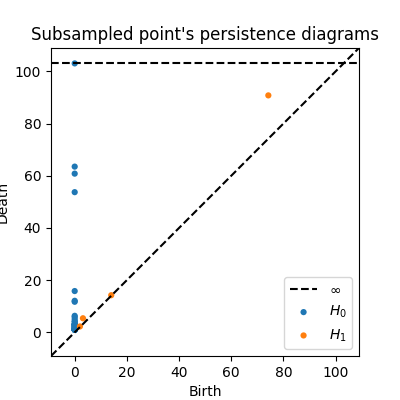 Subsampled point's persistence diagrams
100
80
60
40
20
0
Death
∞
H₀
H₁
0 20 40 60 80 100
Birth